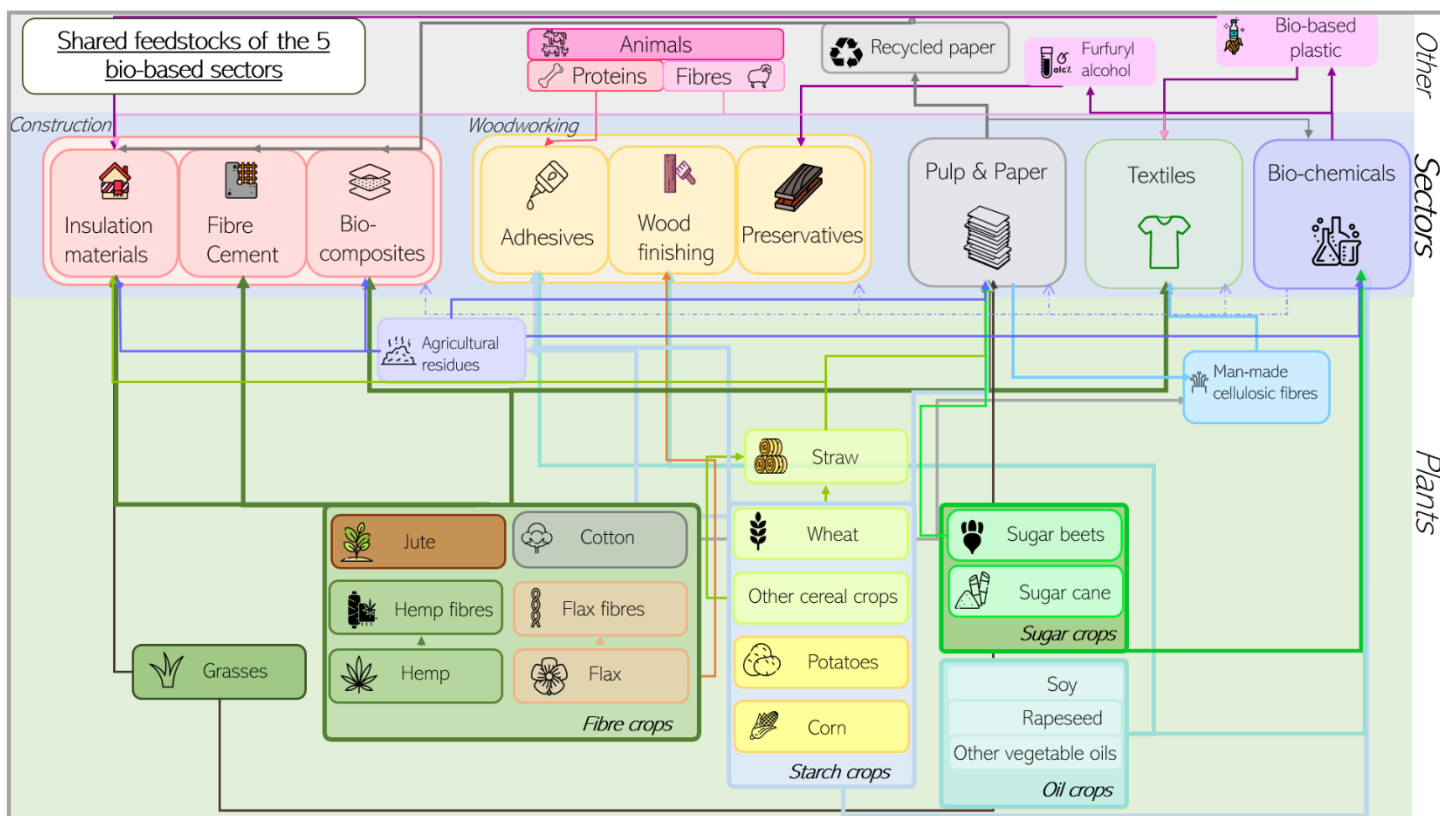 Shared feedstocks of the 5
bio-based sectors
Animals
Proteins
Fibres
Recycled paper
alc%
Furfuryl
alcohol
Bio-based
plastic
Other
Construction
Woodworking
Insulation
materials
Fibre
Cement
Bio-
composites
Adhesives
Wood
finishing
Preservatives
Pulp & Paper
Textiles
Bio-chemicals
Sectors
Agricultural
residues
Man-made
cellulosic fibres
Straw
Plants
Jute
Cotton
Hemp fibres
Flax fibres
Hemp
Flax
Fibre crops
Grasses
Wheat
Other cereal crops
Potatoes
Corn
Starch crops
Sugar beets
Sugar cane
Sugar crops
Soy
Rapeseed
Other vegetable oils
Oil crops